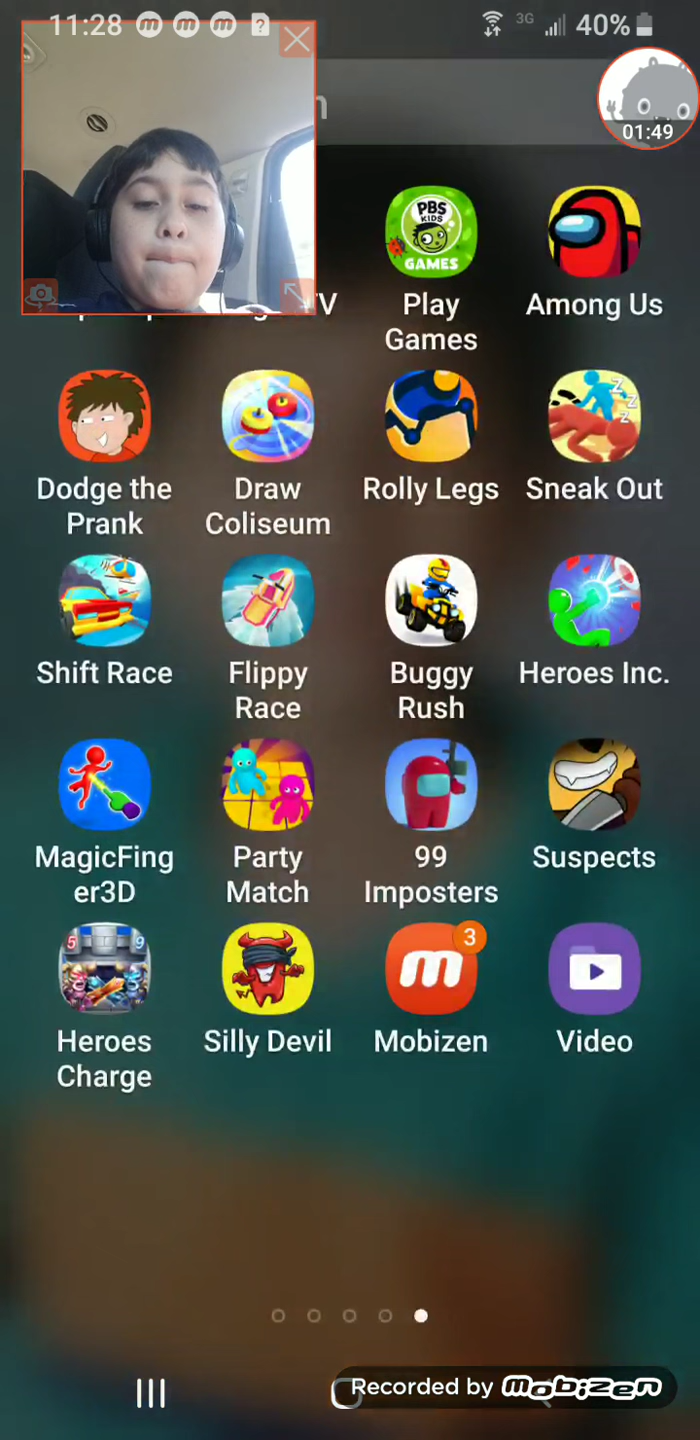 11:28
3G
40%
01:49
PBS
KIDS
GAMES
V
Play
Games
Among Us
Dodge the
Prank
Draw
Coliseum
Rolly Legs
Z
Z
Z
Sneak Out
Shift Race
Flippy
Race
Buggy
Rush
Heroes Inc.
MagicFing
er3D
Party
Match
99
Imposters
Suspects
5 9
Heroes
Charge
Silly Devil
m
3
Mobizen
Video
Recorded by mobizen